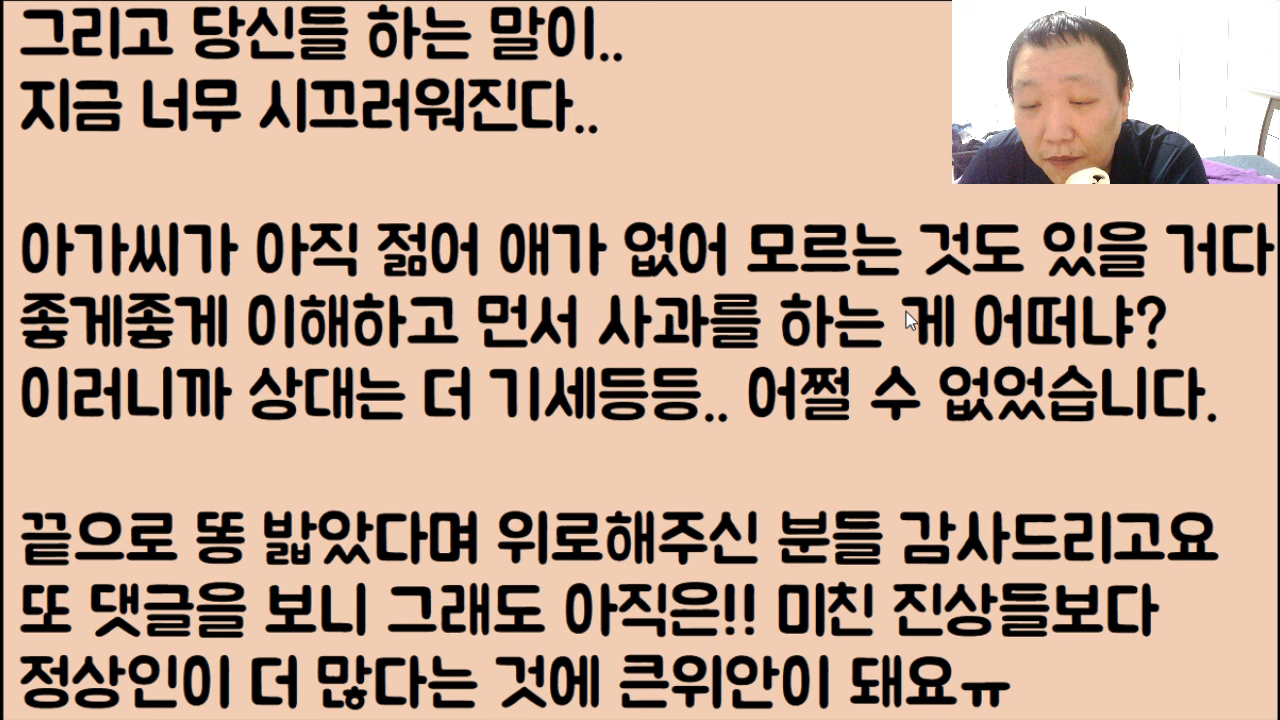 그리고 당신들 하는 말이..
지금 너무 시끄러워진다..
아가씨가 아직 젊어 애가 없어 모르는 것도 있을 거다
좋게좋게 이해하고 먼서 사과를 하는 게 어떠냐?
이러니까 상대는 더 기세등등.. 어쩔 수 없었습니다.
끝으로 똥 밟았다며 위로해주신 분들 감사드리고요
또 댓글을 보니 그래도 아직은!! 미친 진상들보다
정상인이 더 많다는 것에 큰위안이 돼요ㅠ